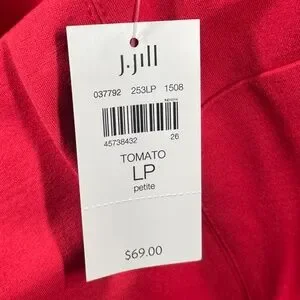 J.Jill
037792 253LP 1508
45738432 26
TOMATO
LP
petite
$69.00